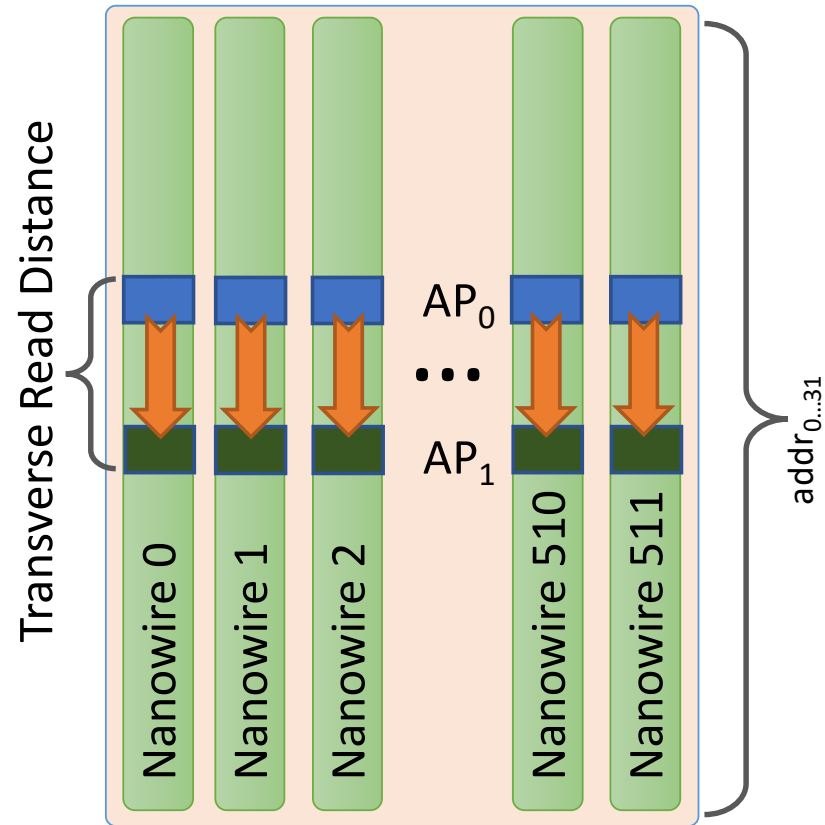 Transverse Read Distance
AP₀
...
AP₁
Nanowire 0
Nanowire 1
Nanowire 2
Nanowire 510
Nanowire 511
addr₀...₃₁